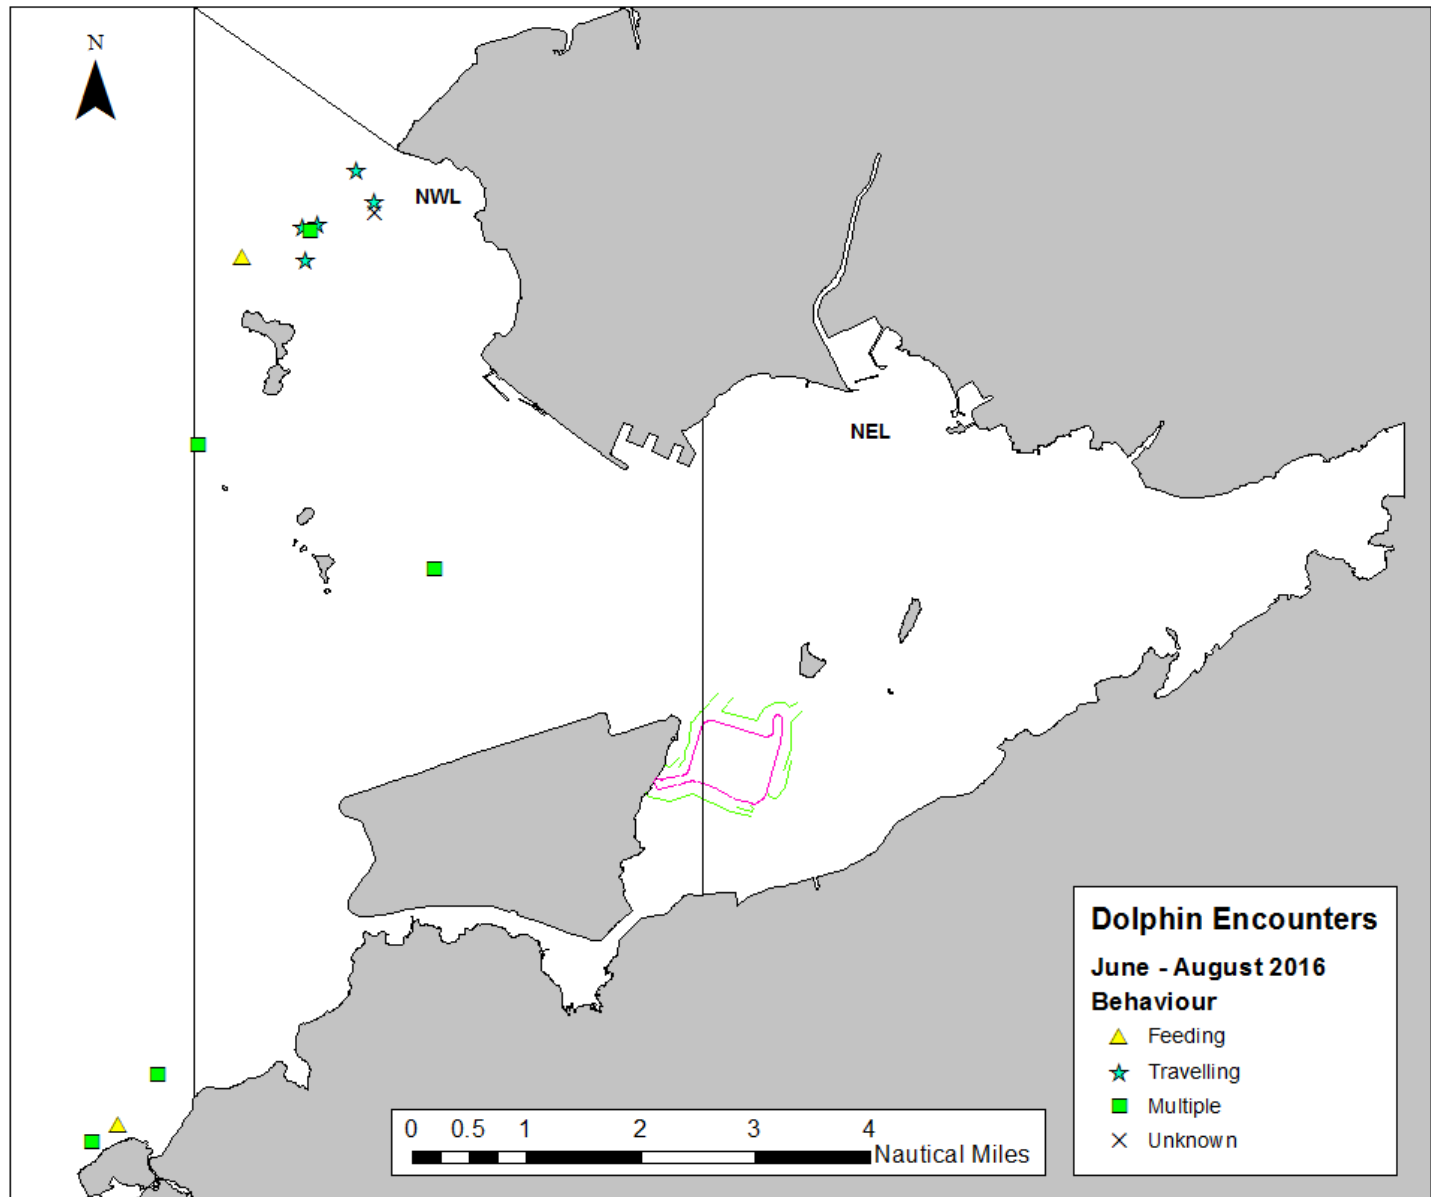 N
NWL
NEL
Dolphin Encounters
June - August 2016
Behaviour
Feeding
Travelling
Multiple
Unknown
0 0.5 1 2 3 4
Nautical Miles